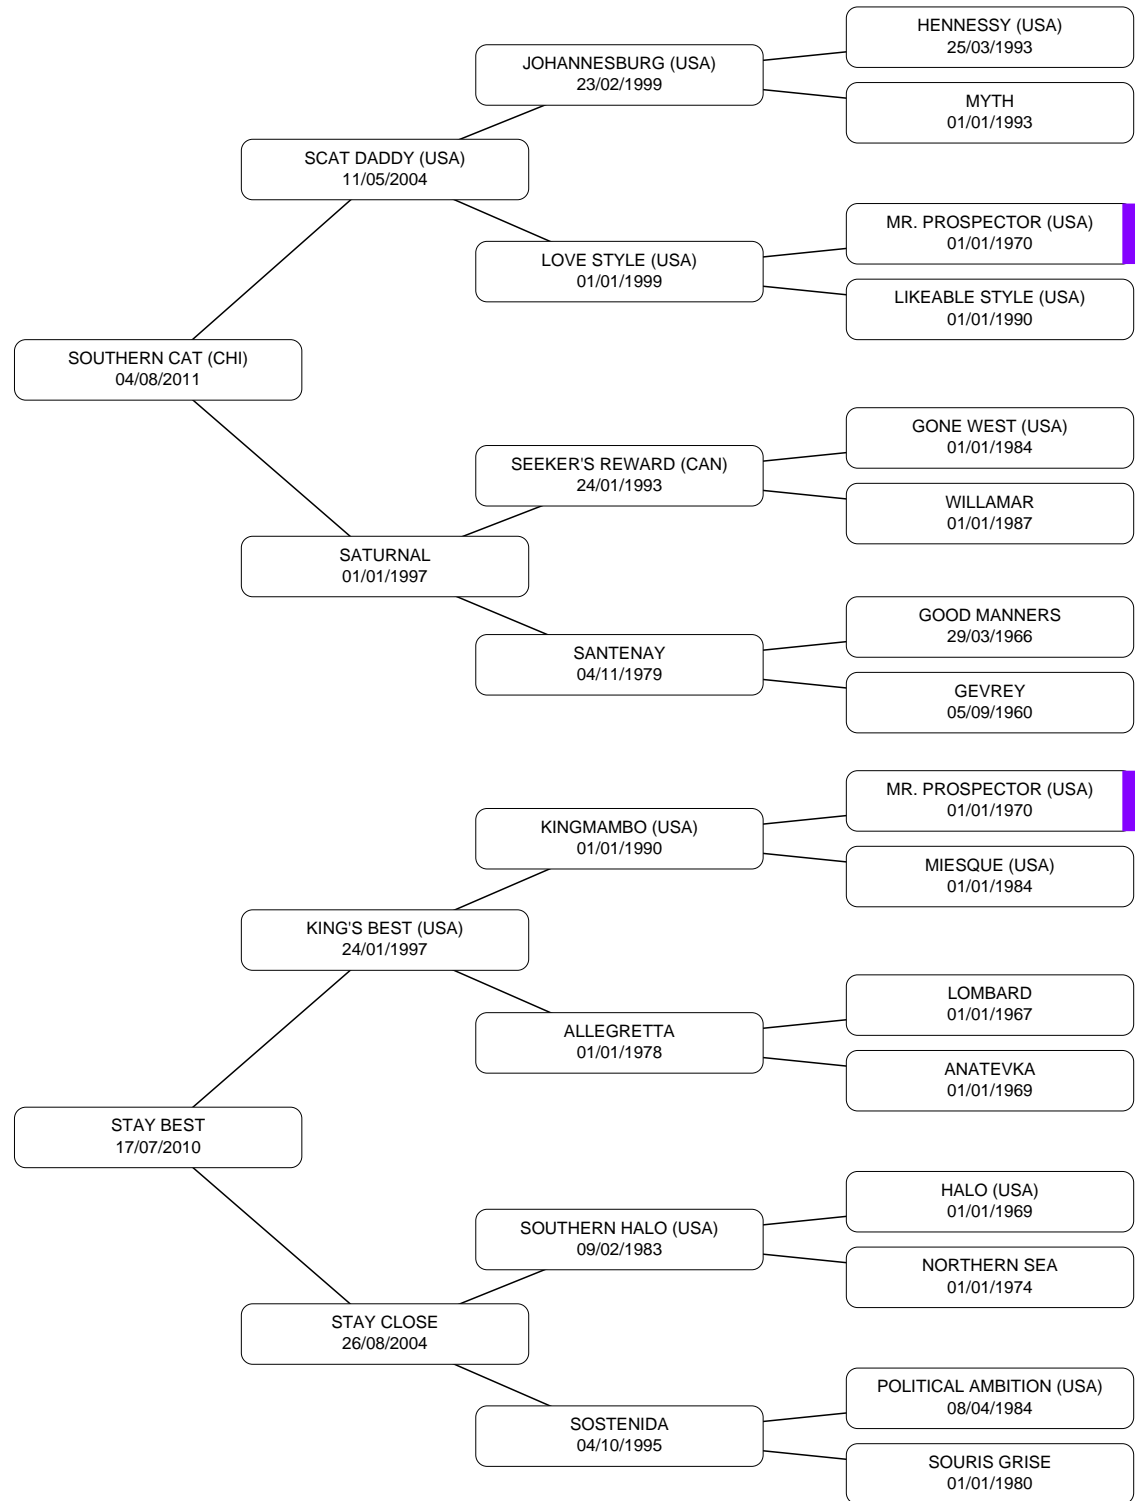 HENNESSY (USA)
25/03/1993
JOHANNESBURG (USA)
23/02/1999
MYTH
01/01/1993
SCAT DADDY (USA)
11/05/2004
MR. PROSPECTOR (USA)
01/01/1970
LOVE STYLE (USA)
01/01/1999
LIKEABLE STYLE (USA)
01/01/1990
SOUTHERN CAT (CHI)
04/08/2011
GONE WEST (USA)
01/01/1984
SEEKER'S REWARD (CAN)
24/01/1993
WILLAMAR
01/01/1987
SATURNAL
01/01/1997
GOOD MANNERS
29/03/1966
SANTENAY
04/11/1979
GEVREY
05/09/1960
MR. PROSPECTOR (USA)
01/01/1970
KINGMAMBO (USA)
01/01/1990
MIESQUE (USA)
01/01/1984
KING'S BEST (USA)
24/01/1997
LOMBARD
01/01/1967
ALLEGRETTA
01/01/1978
ANATEVKA
01/01/1969
STAY BEST
17/07/2010
HALO (USA)
01/01/1969
SOUTHERN HALO (USA)
09/02/1983
NORTHERN SEA
01/01/1974
STAY CLOSE
26/08/2004
POLITICAL AMBITION (USA)
08/04/1984
SOSTENIDA
04/10/1995
SOURIS GRISE
01/01/1980